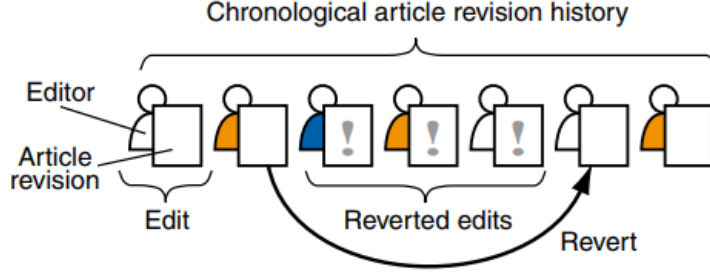 Chronological article revision history
Editor
Article
revision
!
!
!
Edit
Reverted edits
Revert